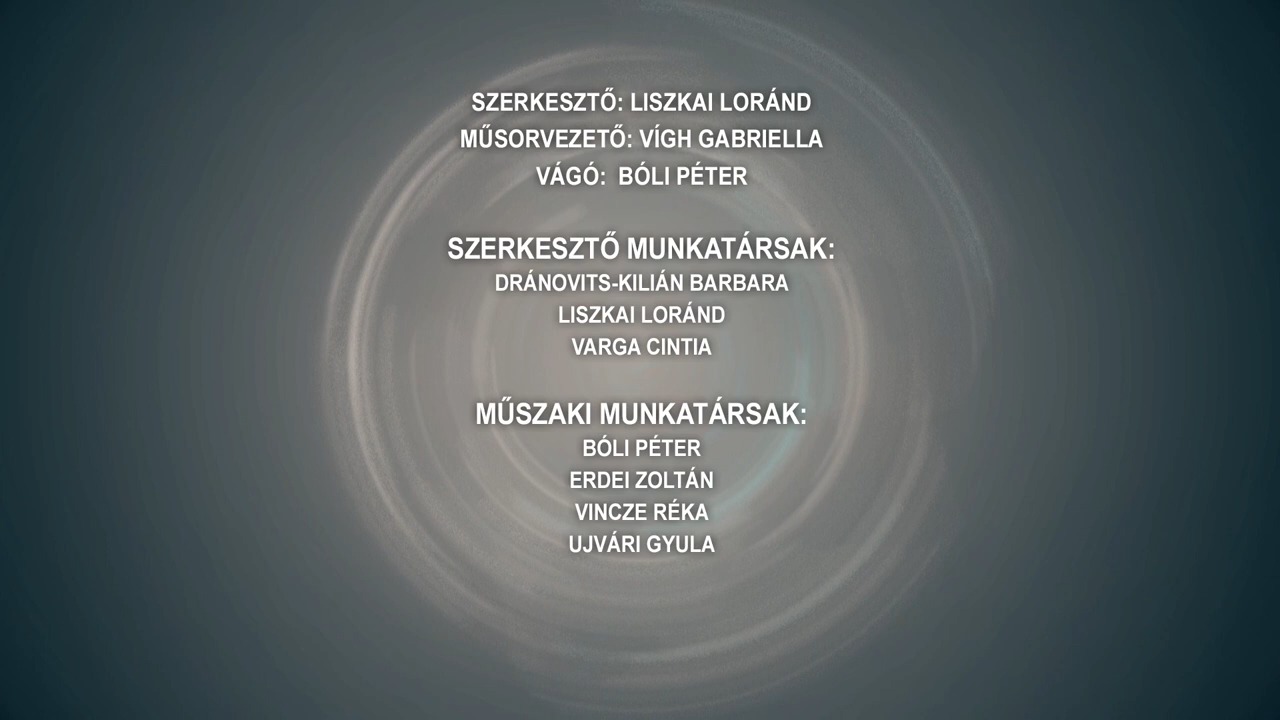 SZERKESZTŐ: LISZKAI LORÁND
MŰSORVEZETŐ: VÍGH GABRIELLA
VÁGÓ: BÓLI PÉTER
SZERKESZTŐ MUNKATÁRSAK:
DRÁNOVITS-KILIÁN BARBARA
LISZKAI LORÁND
VARGA CINTIA
MŰSZAKI MUNKATÁRSAK:
BÓLI PÉTER
ERDEI ZOLTÁN
VINCZE RÉKA
UJVÁRI GYULA